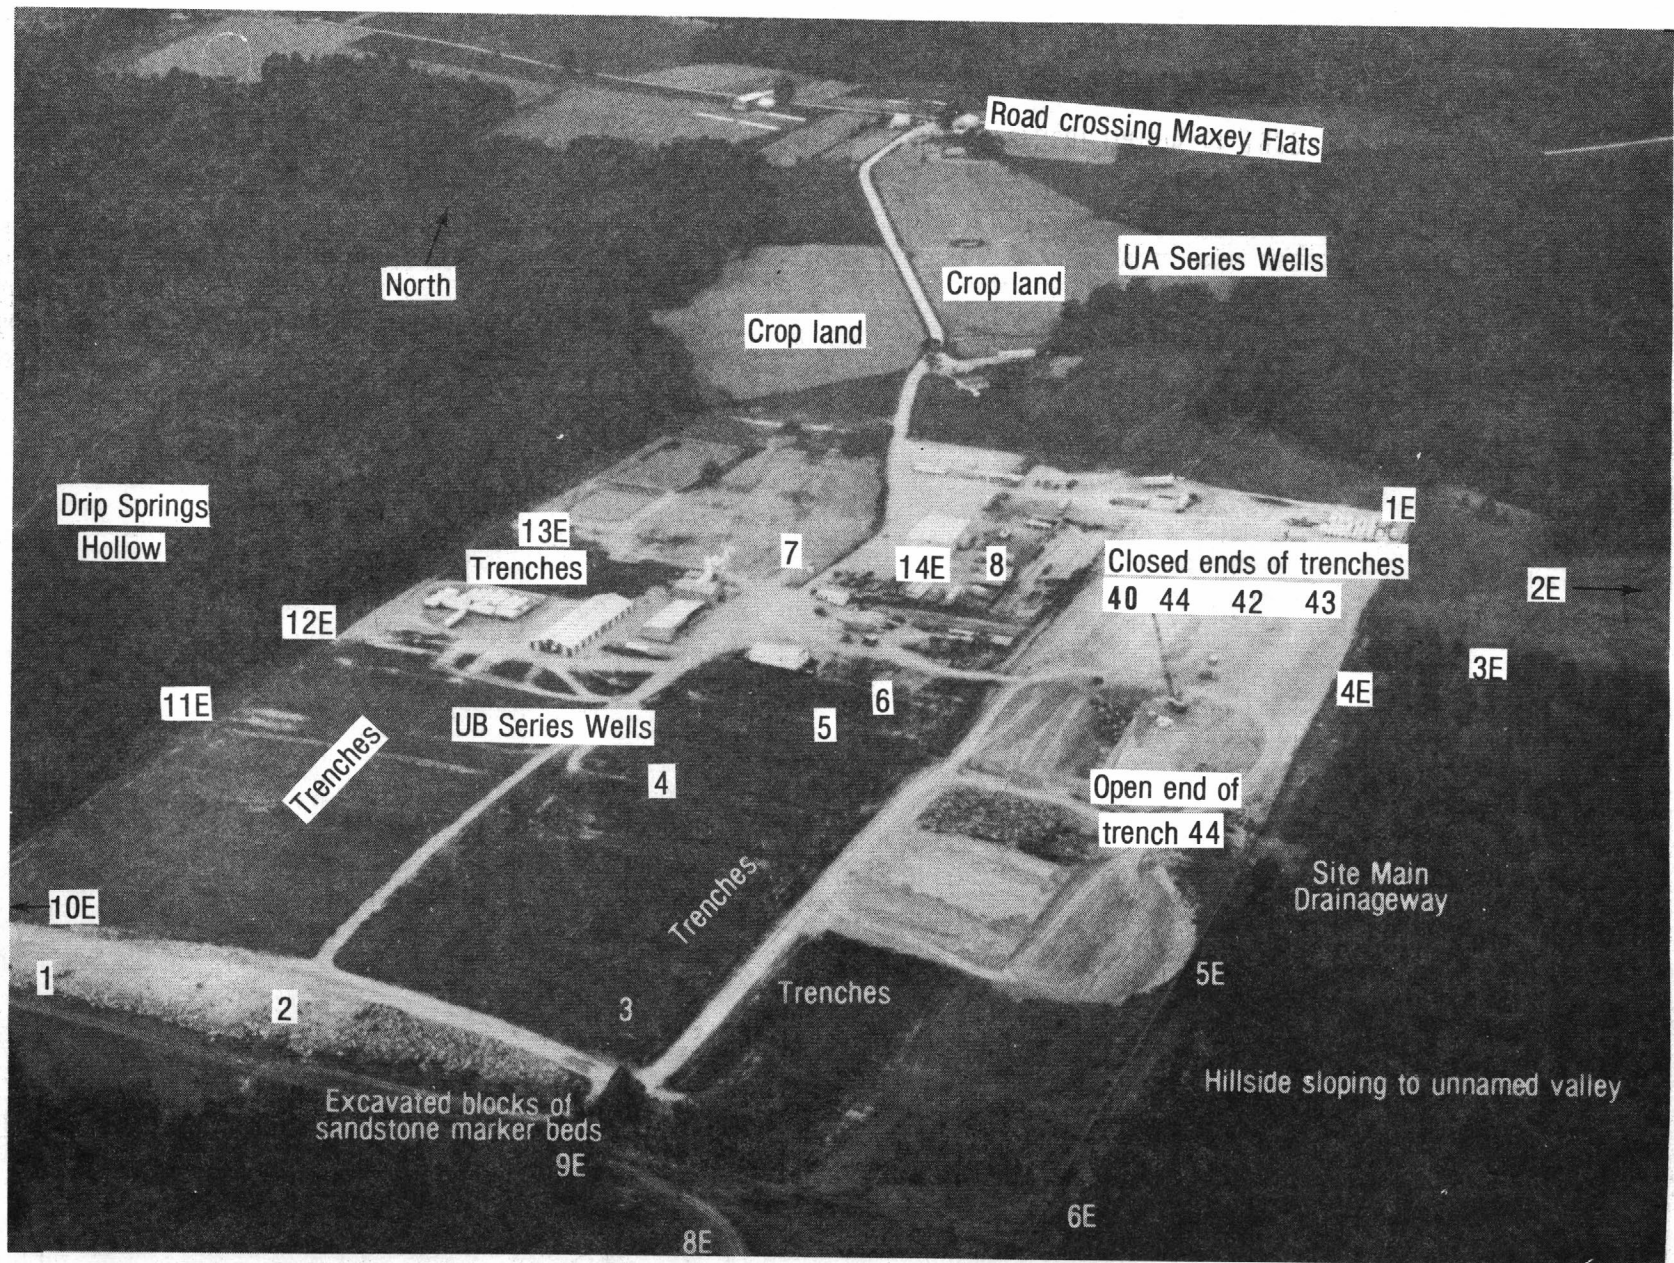 Road crossing Maxey Flats
UA Series Wells
North
Crop land
Crop land
Drip Springs
Hollow
1E
13E
Trenches
7
14E
8
Closed ends of trenches
40 44 42 43
2E
12E
3E
4E
11E
6
5
UB Series Wells
Trenches
4
Open end of
trench 44
Site Main
Drainageway
Trenches
10E
1
2
3
Trenches
5E
Hillside sloping to unnamed valley
Excavated blocks of
sandstone marker beds
9E
6E
8E